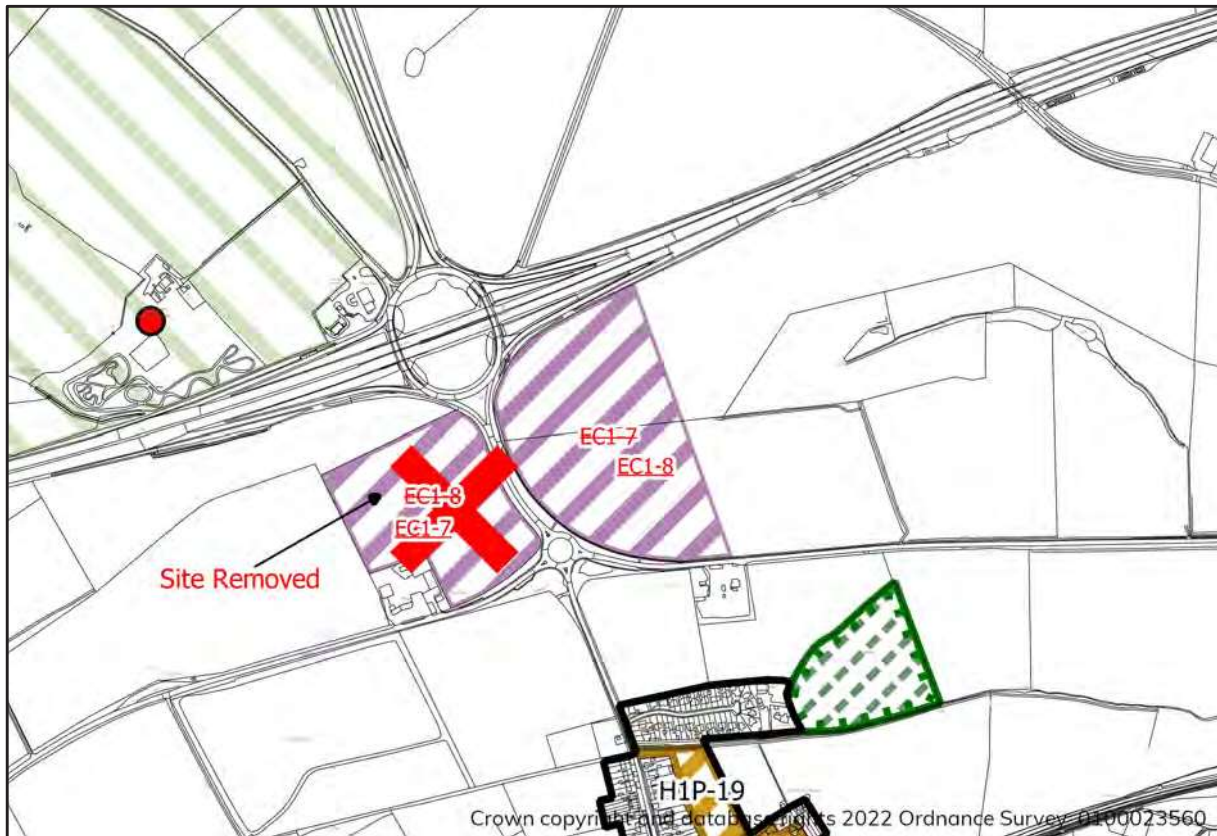 EC1-7
EC1-8
EC1-8
EC1-7
Site Removed
H1P-19
Crown copyright and database rights 2022 Ordnance Survey 0100023560